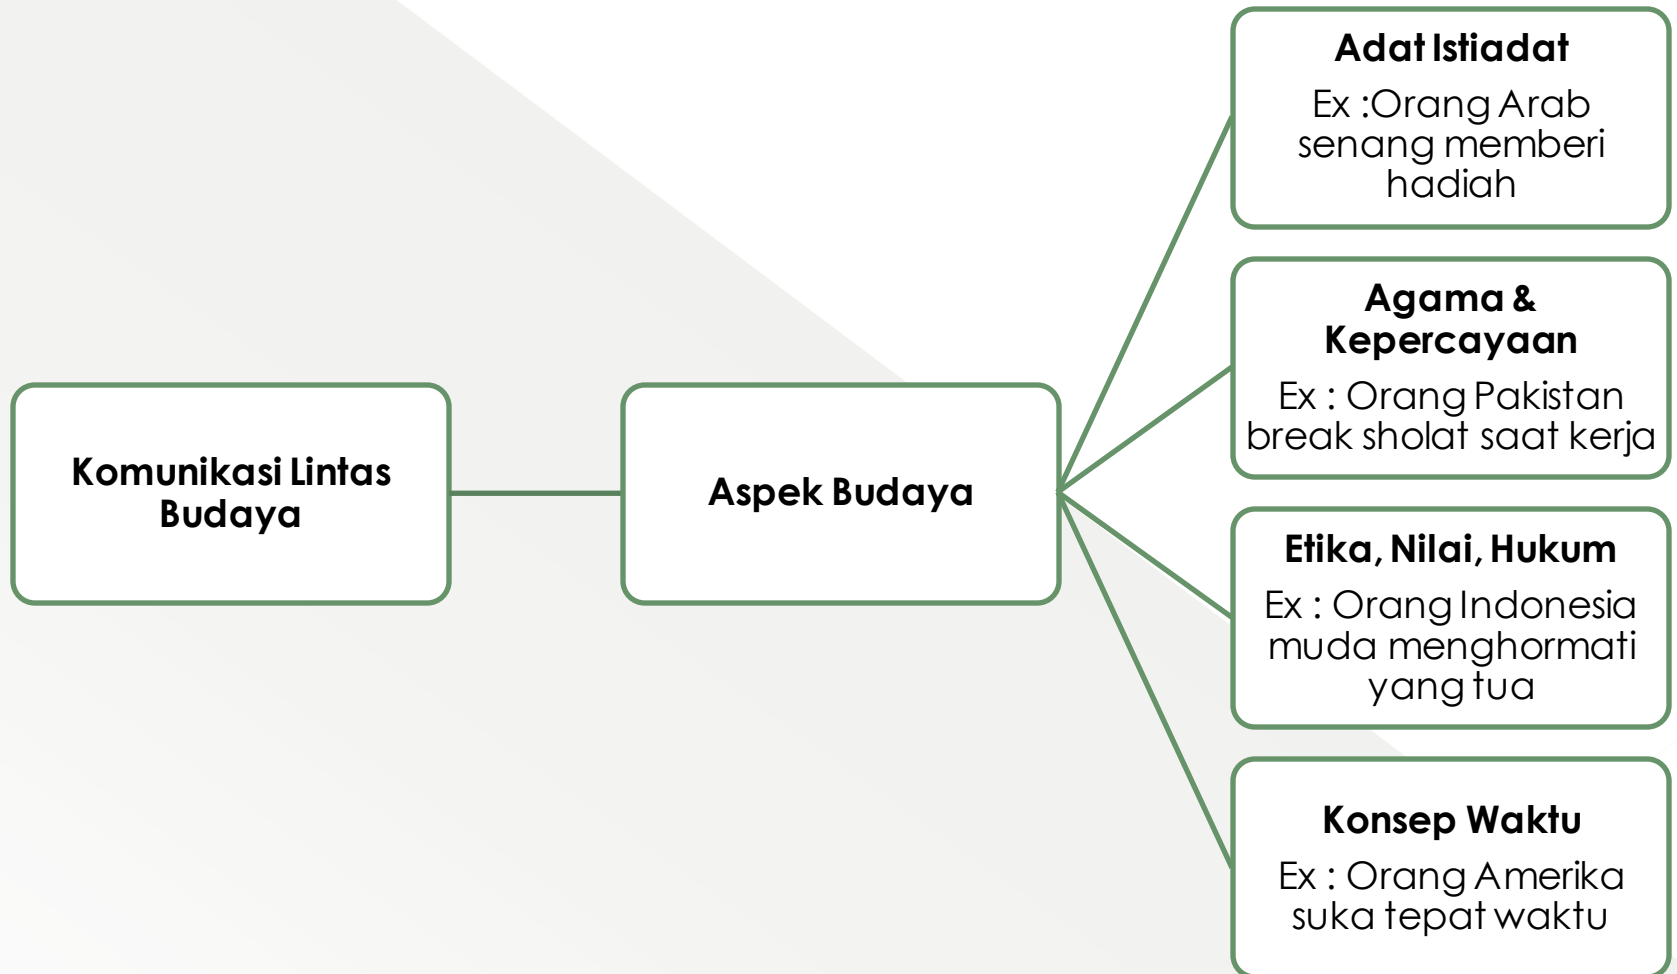 Komunikasi Lintas
Budaya
Aspek Budaya
Adat Istiadat
Ex :Orang Arab
senang memberi
hadiah
Agama &
Kepercayaan
Ex : Orang Pakistan
break sholat saat kerja
Etika, Nilai, Hukum
Ex : Orang Indonesia
muda menghormati
yang tua
Konsep Waktu
Ex : Orang Amerika
suka tepat waktu